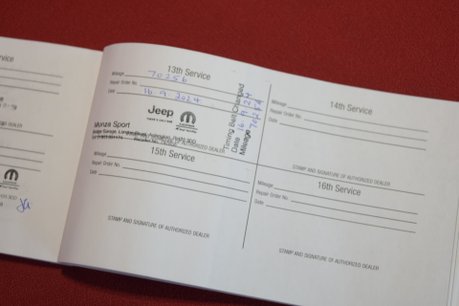 13th Service
Mileage 70256
Repair Order No.
Date 16.9.2024
Jeep
Monza Sport
STAMP AND SIGNATURE OF AUTHORIZED DEALER
Timing Belt Changed
Date 16
Mileage
14th Service
Mileage
Repair Order No.
Date
STAMP AND SIGNATURE OF AUTHORIZED DEALER
15th Service
Mileage
Repair Order No.
Date
STAMP AND SIGNATURE OF AUTHORIZED DEALER
16th Service
Mileage
Repair Order No.
Date
STAMP AND SIGNATURE OF AUTHORIZED DEALER